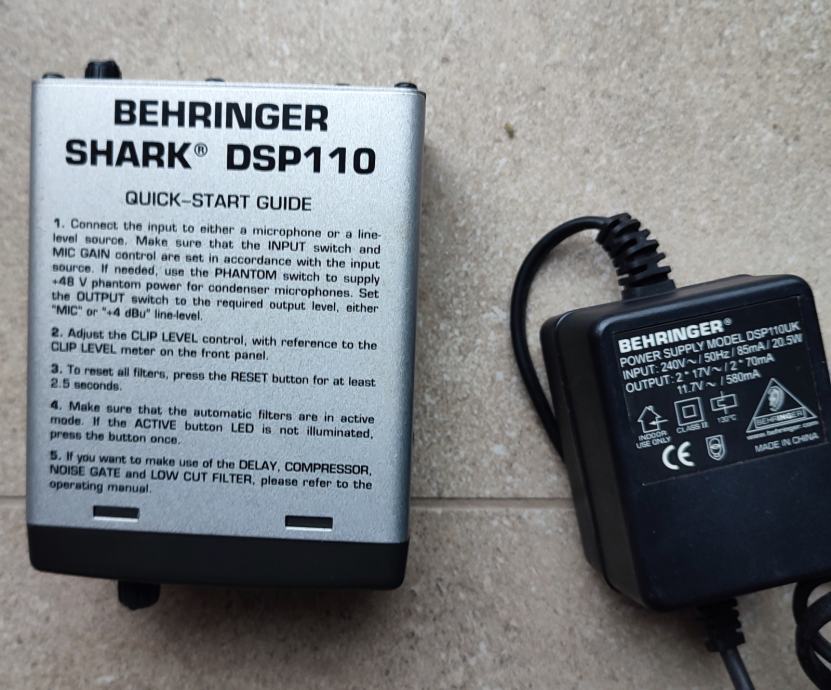 BEHRINGER
SHARK® DSP110
QUICK-START GUIDE
1. Connect the input to either a microphone or a line-
level source. Make sure that the INPUT switch and
MIC GAIN control are set in accordance with the input
source. If needed, use the PHANTOM switch to supply
+48 V phantom power for condenser microphones. Set
the OUTPUT switch to the required output level, either
"MIC" or "+4 dBu" line-level.
2. Adjust the CLIP LEVEL control, with reference to the
CLIP LEVEL meter on the front panel.
3. To reset all filters, press the RESET button for at least
2.5 seconds.
4. Make sure that the automatic filters are in active
mode. If the ACTIVE button LED is not illuminated,
press the button once.
5. If you want to make use of the DELAY, COMPRESSOR,
NOISE GATE and LOW CUT FILTER, please refer to the
operating manual.
BEHRINGER®
POWER SUPPLY MODEL DSP110UK
INPUT: 240V~/ 50Hz / 85mA / 20.5W
OUTPUT: 2 * 17V~/ 2 * 70mA
11.7V~ / 580mA
INDOOR
USE ONLY
CLASS II
130°C
BEHRINGER
www.behringer.com
CE
MADE IN CHINA